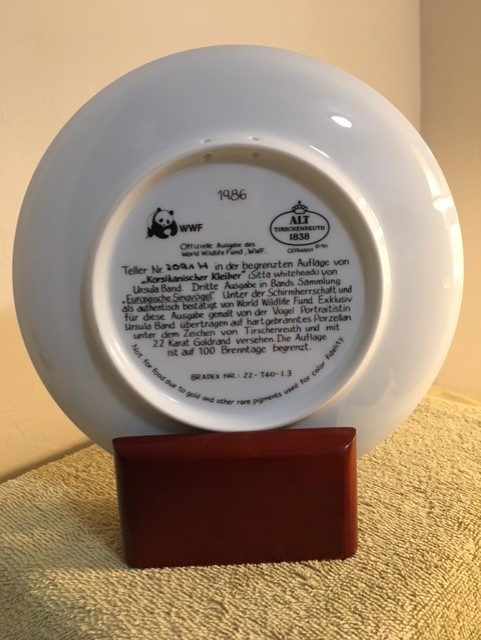 1986
WWF
ALT
TIRSCHENREUTH
1838
GERMANY
Offizielle Ausgabe des
World Wildlife Fund, WWF.
Teller Nr. in der begrenzten Auflage von
„Korsikanischer Kleiber" (Sitta whiteheadi) von
Ursula Band. Dritte Ausgabe in Bands Sammlung
„Europäische Singvögel". Unter der Schirmherrschaft und
als authentisch bestätigt von World Wildlife Fund. Exklusiv
für diese Ausgabe gemalt von der Vogel Portraitistin
Ursula Band übertragen auf hartgebranntes Porzellan
unter dem Zeichen von Tirschenreuth und mit
22 Karat Goldrand versehen. Die Auflage
ist auf 100 Brenntage begrenzt.
BRADEX NR.: 22-T40-1.3
Not for food due to gold and other rare pigments used for color fidelity.